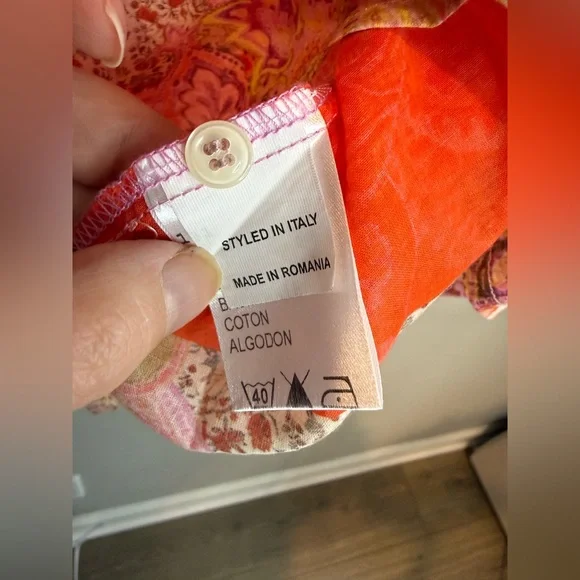 STYLED IN ITALY
MADE IN ROMANIA
COTON
ALGODON
40